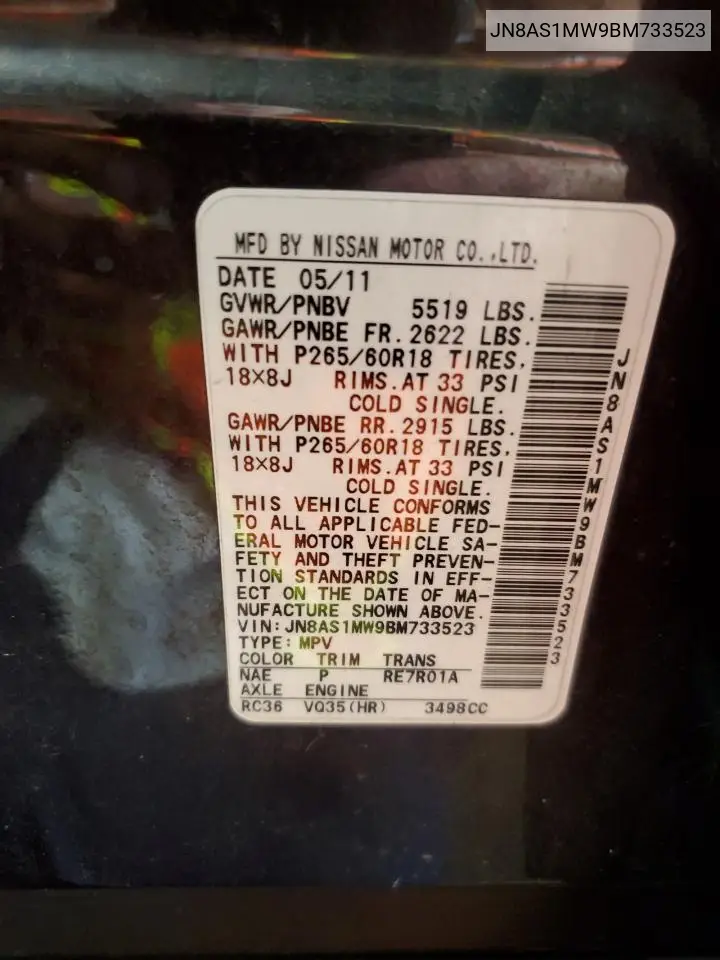 JN8AS1MW9BM733523
MFD BY NISSAN MOTOR CO.,LTD.
DATE 05/11
GVWR/PNBV 5519 LBS.
GAWR/PNBE FR. 2622 LBS.
WITH P265/60R18 TIRES,
18×8J RIMS. AT 33 PSI
COLD SINGLE.
GAWR/PNBE RR. 2915 LBS.
WITH P265/60R18 TIRES,
18×8J RIMS. AT 33 PSI
COLD SINGLE.
THIS VEHICLE CONFORMS
TO ALL APPLICABLE FED-
ERAL MOTOR VEHICLE SA-
FETY AND THEFT PREVEN-
TION STANDARDS IN EFF-
ECT ON THE DATE OF MA-
NUFACTURE SHOWN ABOVE.
VIN: JN8AS1MW9BM733523
TYPE: MPV
COLOR TRIM TRANS
NAE P RE7R01A
AXLE ENGINE
RC36 VQ35(HR) 3498CC
JN8AS1MW9BM733523